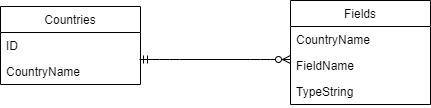 Countries
ID
CountryName
Fields
CountryName
FieldName
TypeString